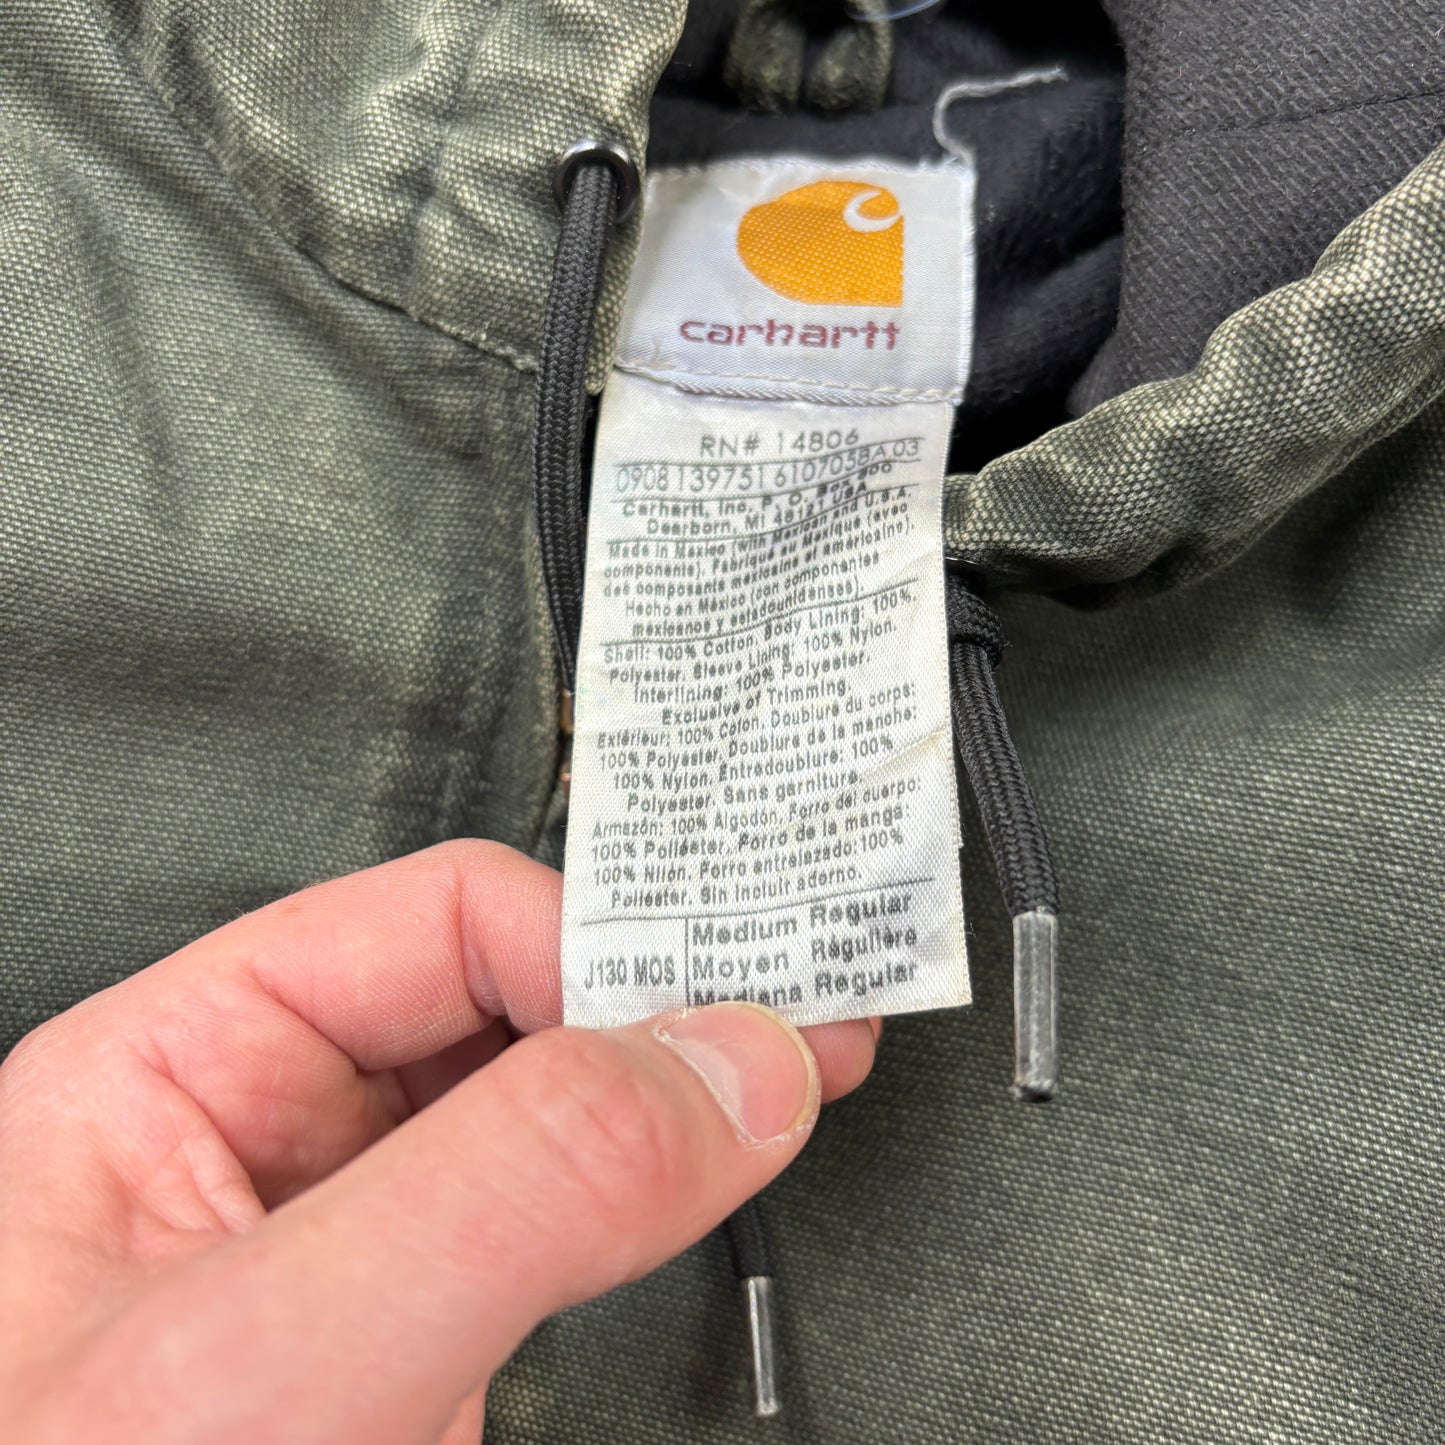 carhartt
RN# 14806
0908 139751 6107058A 03
Carhartt, Inc. P. O. Box 600
Dearborn, MI 48121 USA
Made in Mexico (with Mexican and U.S.A.
components). Fabriqué au Mexique (avec
des composants mexicains et américains).
Hecho en México (con componentes
mexicanos y estadounidenses).
Shell: 100% Cotton. Body Lining: 100%
Polyester. Sleeve Lining: 100% Nylon.
Interlining: 100% Polyester.
Exclusive of Trimming.
Extérieur: 100% Coton. Doublure du corps:
100% Polyester. Doublure de la manche:
100% Nylon. Entredoublure: 100%
Polyester. Sans garniture.
Armazón: 100% Algodon. Forro del cuerpo:
100% Poliéster. Forro de la manga
100% Nilon. Forro entrelazado: 100%
Poliéster. Sin incluir adorno.
J130 MOS
Medium Regular
Moyen Régulière
Mediana Regular